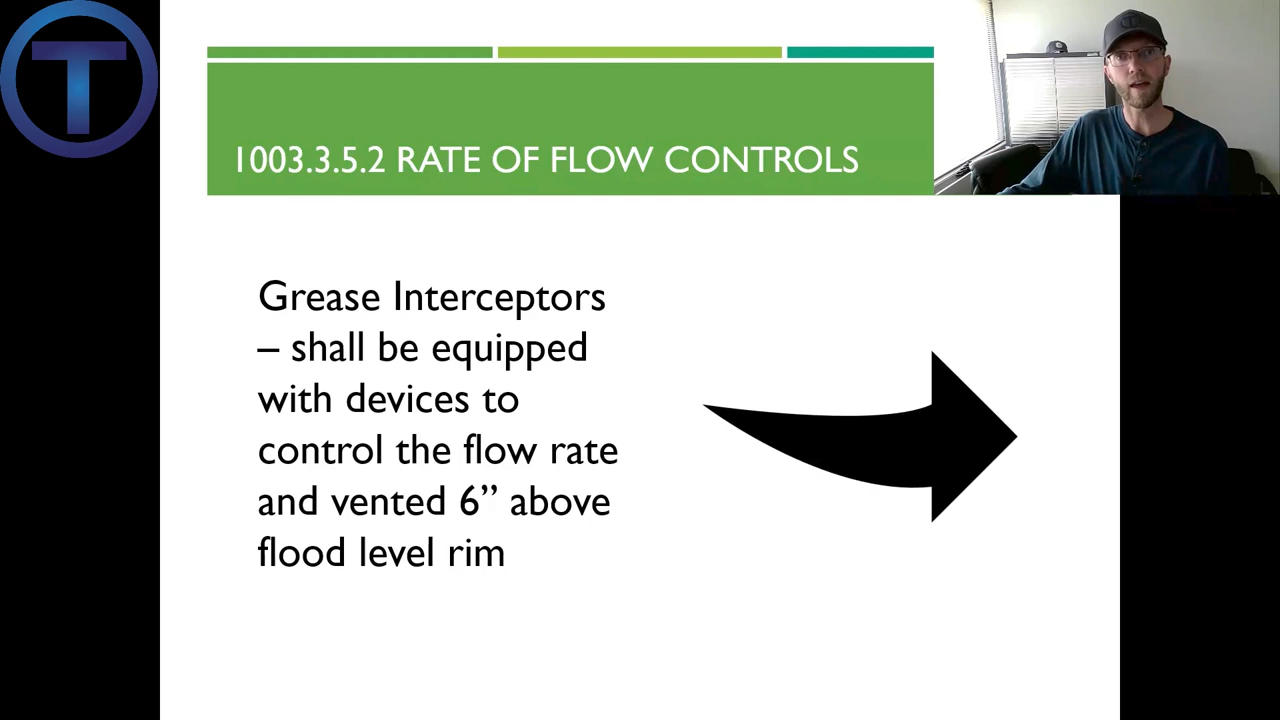 T
1003.3.5.2 RATE OF FLOW CONTROLS
Grease Interceptors
– shall be equipped
with devices to
control the flow rate
and vented 6” above
flood level rim